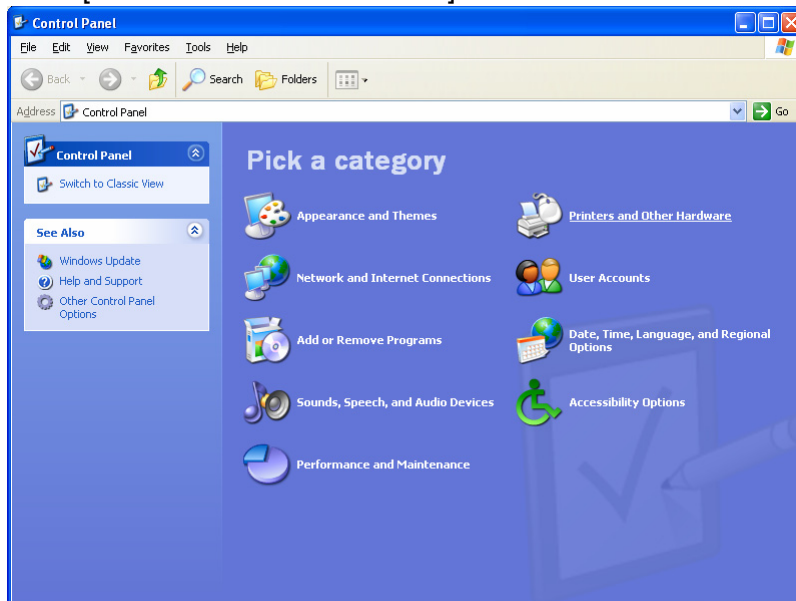 Control Panel
File Edit View Favorites Tools Help
Back Search Folders
Address Control Panel Go
Control Panel
Switch to Classic View
See Also
Windows Update
Help and Support
Other Control Panel
Options
Pick a category
Appearance and Themes
Printers and Other Hardware
Network and Internet Connections
User Accounts
Add or Remove Programs
Date, Time, Language, and Regional
Options
Sounds, Speech, and Audio Devices
Accessibility Options
Performance and Maintenance